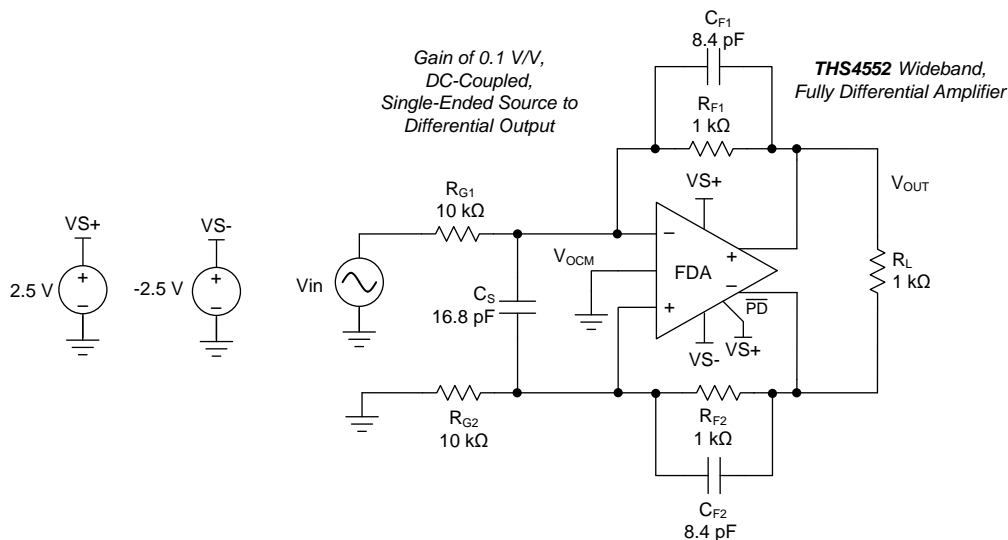 Gain of 0.1 V/V,
DC-Coupled,
Single-Ended Source to
Differential Output
THS4552 Wideband,
Fully Differential Amplifier
CF1
8.4 pF
RF1
1 kΩ
VS+
VOUT
RG1
10 kΩ
VS+
VS-
2.5 V
+
−
-2.5 V
+
−
Vin
CS
16.8 pF
VOCM
−
+
FDA
+
−
PD
VS+
VS-
RL
1 kΩ
RG2
10 kΩ
RF2
1 kΩ
CF2
8.4 pF